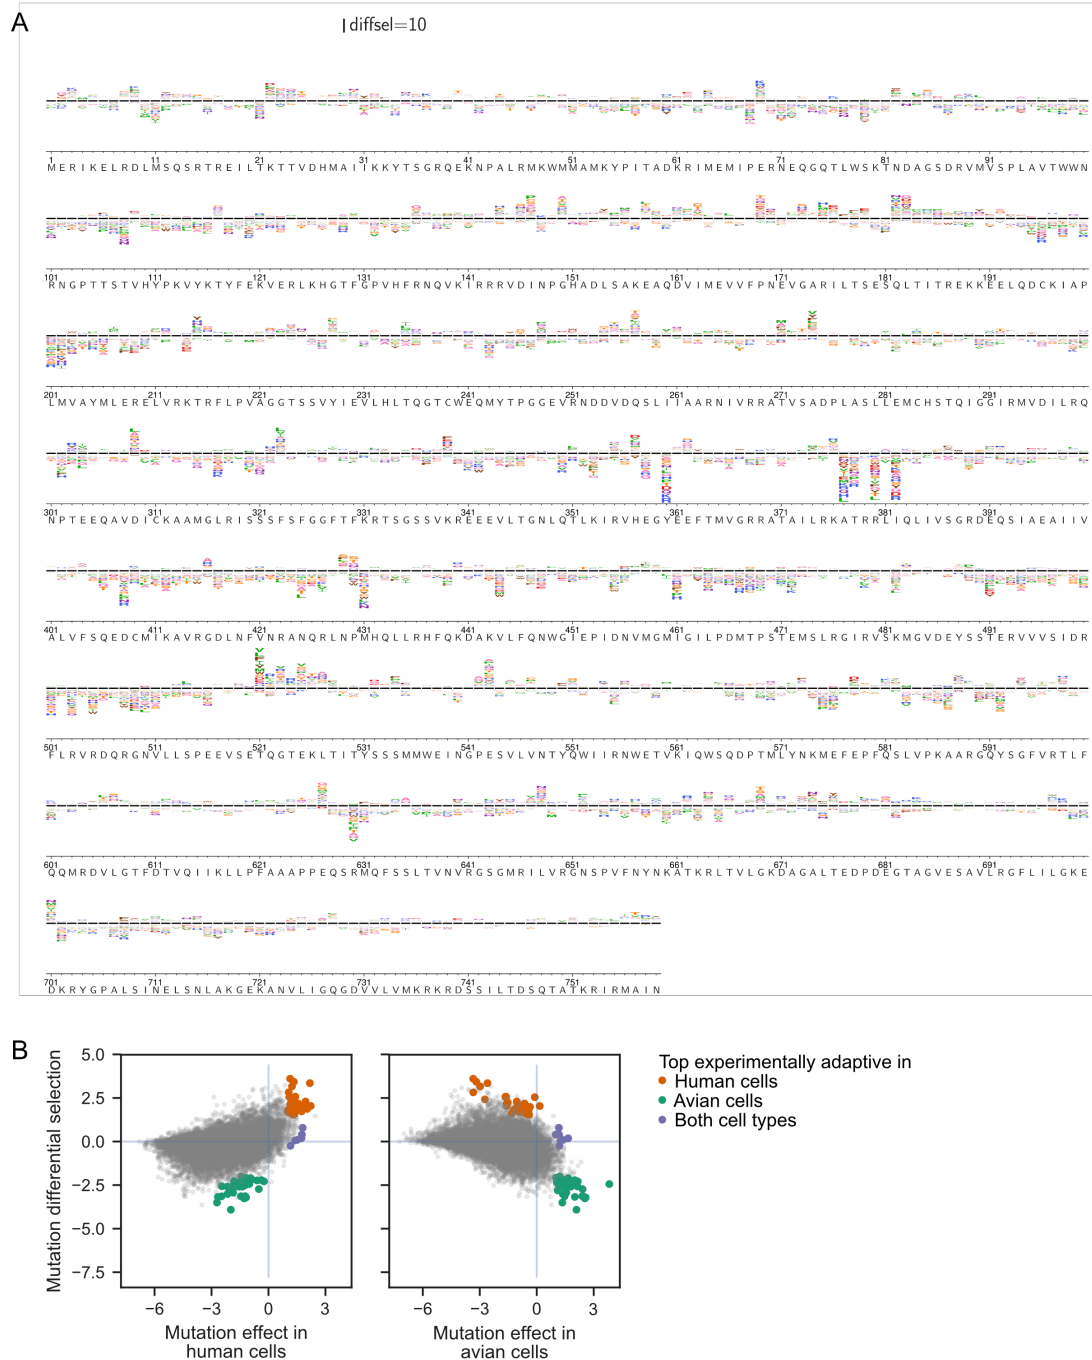 A
diffsel=10
1 11 21 31 41 51 61 71 81 91
MERIKELRDLMSQSRTREILTKTTVDHMAIIKKYTSGRQEKNPALRMKWMMAMKYPITADKRIMEMIPERNEQGQTLWSKTNDAGSDRVMVSPLAVTWWN
101 111 121 131 141 151 161 171 181 191
RNGPTTSTVHYPKVYKTYFEKVERLKHGTFGPVHFRNQVKIRRRVDINPGHADLSAKEAQDVIMEVVFPNEVGARILTSESQLTITREKKEELQDCKIAP
201 211 221 231 241 251 261 271 281 291
LMVAYMLERELVRKTRFLPVAGGTSSVYIEVLHLTQGTCWEQMYTPGGEVRNDDVDQSLIIAARNIVRRATVSADPLASLLEMCHSTQIGGIRMVDILRQ
301 311 321 331 341 351 361 371 381 391
NPTEEQAVDICKAAMGLRISSSFSFGGFTFKRTSGSSVKREEEVLTGNLQTLKIRVHEGYEEFTMVGRRATAILRKATRRLIQLIVSGRDEQSIAEAIIV
401 411 421 431 441 451 461 471 481 491
ALVFSQEDCMIKAVRGDLNFVNRANQRLNPMHQLLRHFQKDAKVLFQNWGIEPIDNVMGMIGILPDMTPSTEMSLRGIRVSKMGVDEYSSTERVVVSIDR
501 511 521 531 541 551 561 571 581 591
FLRVRDQRGNVLLSPEEVSETQGTEKLTITYSSSMMWEINGPESVLVNTYQWIIRNWETVKIQWSQDPTMLYNKMEFEPFQSLVPKAARGQYSGFVRTLF
601 611 621 631 641 651 661 671 681 691
QQMRDVLGTFDTVQIIKLLPFAAAPPEQSRMQFSSLTVNVRGSGMRILVRGNSPVFNYNKATKRLTVLGKDAGALTEDPDEGTAGVESAVLRGFLILGKE
701 711 721 731 741 751
DKRYGPALSINELSNLAKGEKANVLIGQGDVVLVMKRKRDSSILTDSQTATKRIRMAIN
B
Mutation differential selection
5.0
2.5
0.0
−2.5
−5.0
−7.5
−6 −3 0 3
−6 −3 0 3
Mutation effect in
human cells
Mutation effect in
avian cells
Top experimentally adaptive in
Human cells
Avian cells
Both cell types